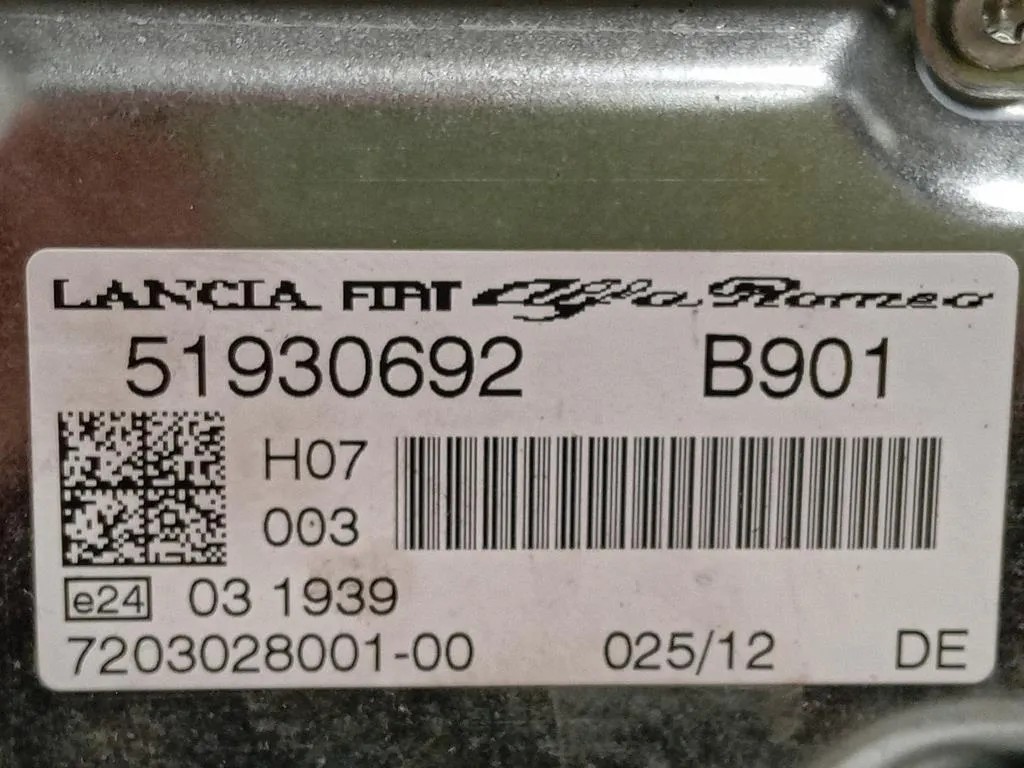 LANCIA FIAT Alfa Romeo
51930692 B901
H07
003
e24 03 1939
7203028001-00 025/12 DE